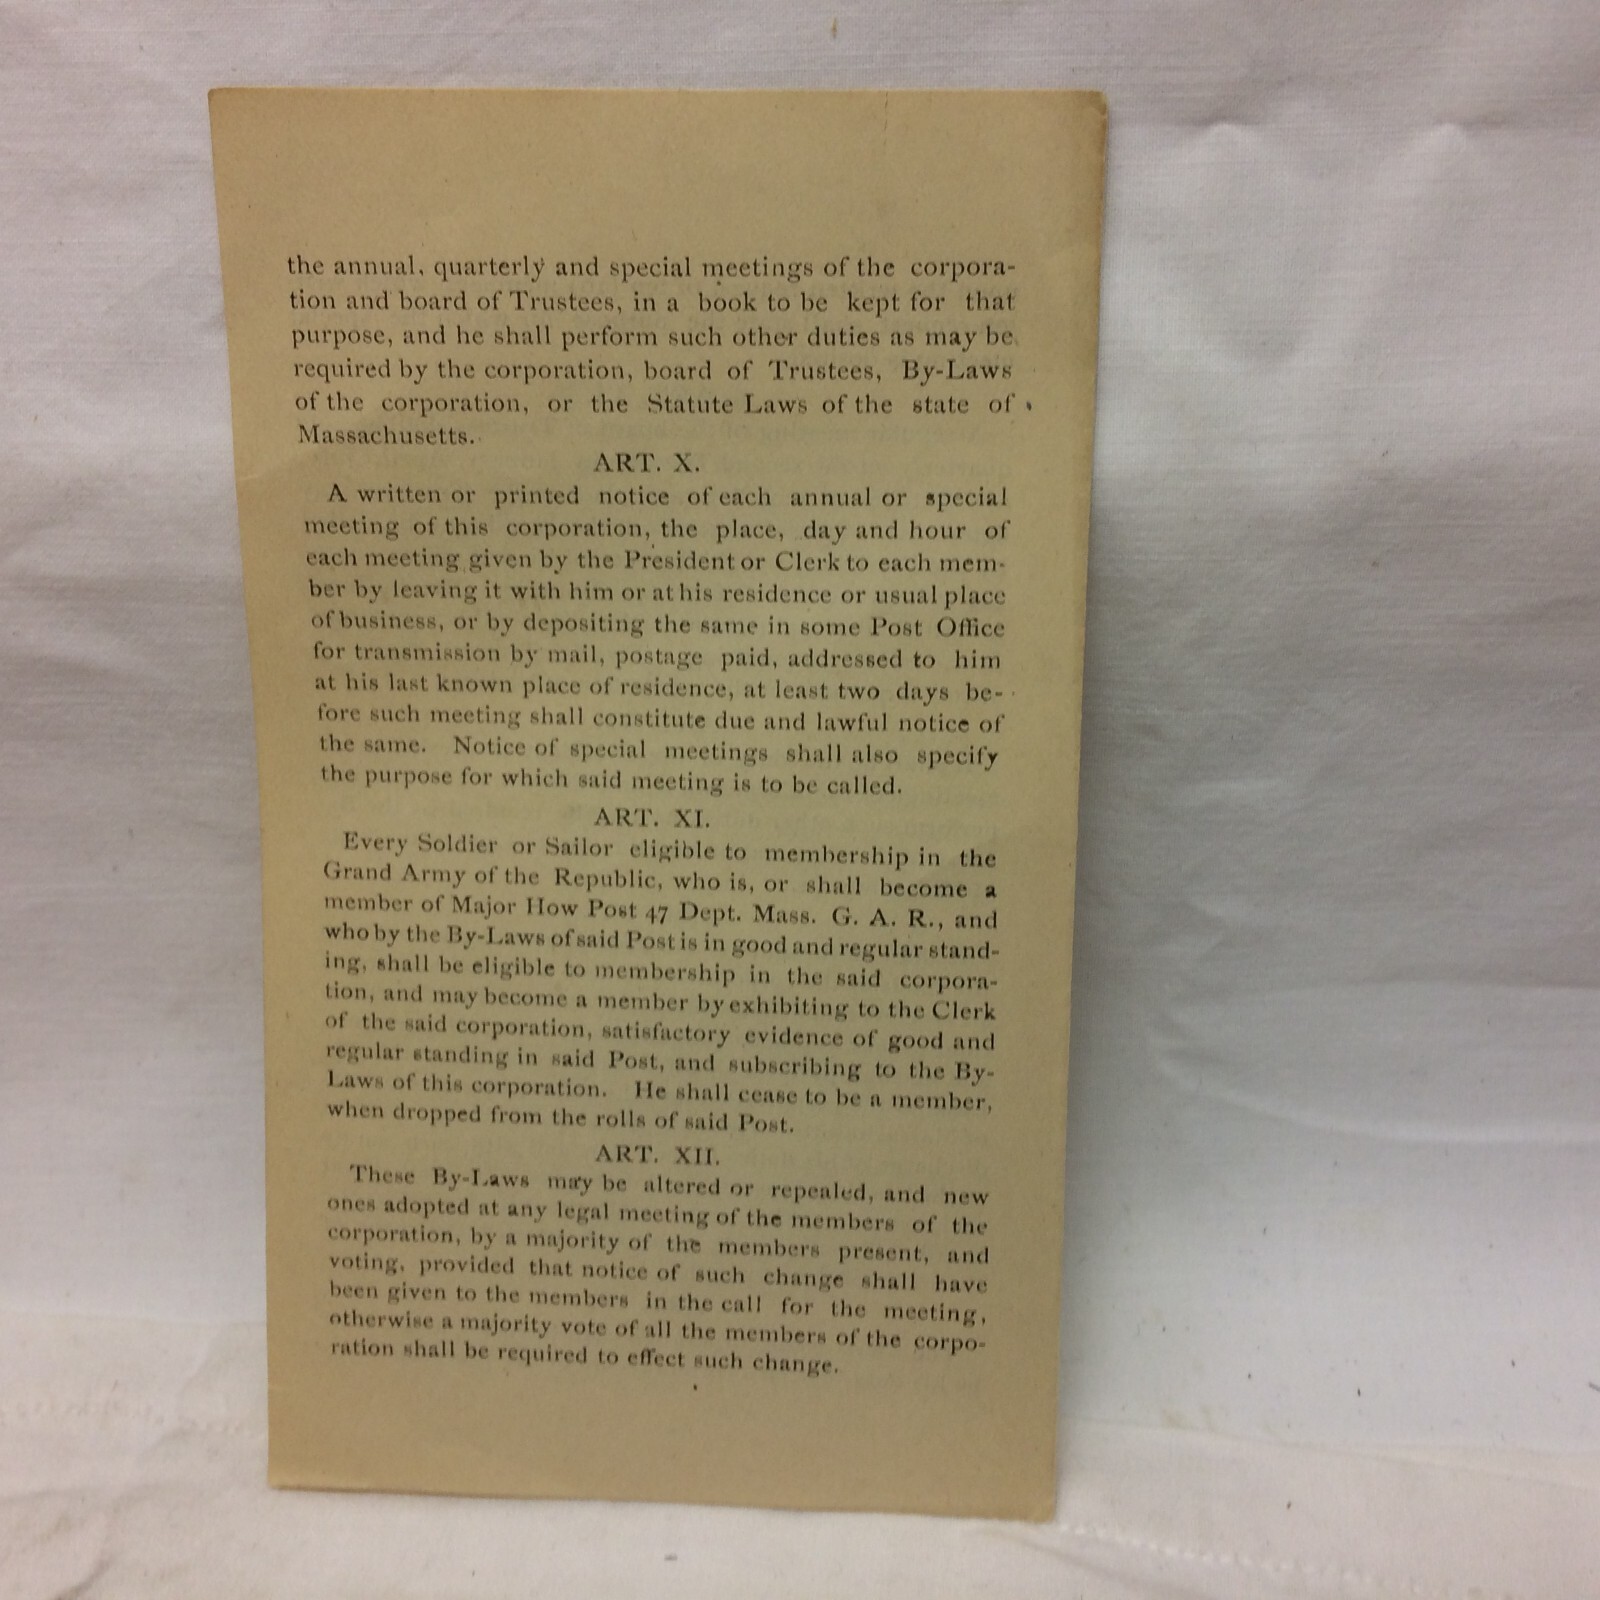 the annual, quarterly and special meetings of the corpora-
tion and board of Trustees, in a book to be kept for that
purpose, and he shall perform such other duties as may be
required by the corporation, board of Trustees, By-Laws
of the corporation, or the Statute Laws of the state of
Massachusetts.
ART. X.
A written or printed notice of each annual or special
meeting of this corporation, the place, day and hour of
each meeting given by the President or Clerk to each mem-
ber by leaving it with him or at his residence or usual place
of business, or by depositing the same in some Post Office
for transmission by mail, postage paid, addressed to him
at his last known place of residence, at least two days be-
fore such meeting shall constitute due and lawful notice of
the same. Notice of special meetings shall also specify
the purpose for which said meeting is to be called.
ART. XI.
Every Soldier or Sailor eligible to membership in the
Grand Army of the Republic, who is, or shall become a
member of Major How Post 47 Dept. Mass. G. A. R., and
who by the By-Laws of said Post is in good and regular stand-
ing, shall be eligible to membership in the said corpora-
tion, and may become a member by exhibiting to the Clerk
of the said corporation, satisfactory evidence of good and
regular standing in said Post, and subscribing to the By-
Laws of this corporation. He shall cease to be a member,
when dropped from the rolls of said Post.
ART. XII.
These By-Laws may be altered or repealed, and new
ones adopted at any legal meeting of the members of the
corporation, by a majority of the members present, and
voting, provided that notice of such change shall have
been given to the members in the call for the meeting,
otherwise a majority vote of all the members of the corpo-
ration shall be required to effect such change.